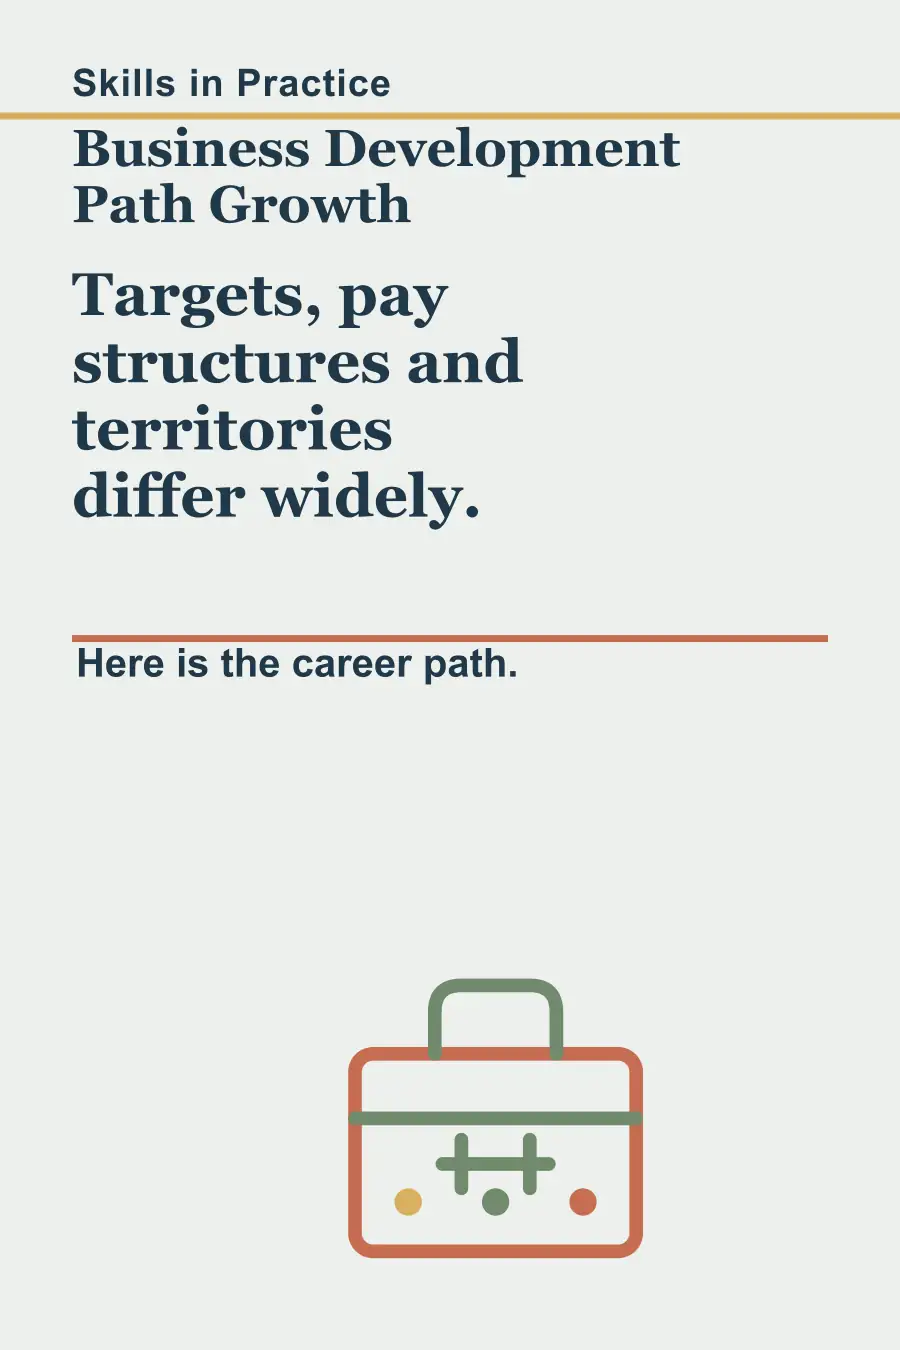 Skills in Practice
Business Development
Path Growth
Targets, pay
structures and
territories
differ widely.
Here is the career path.